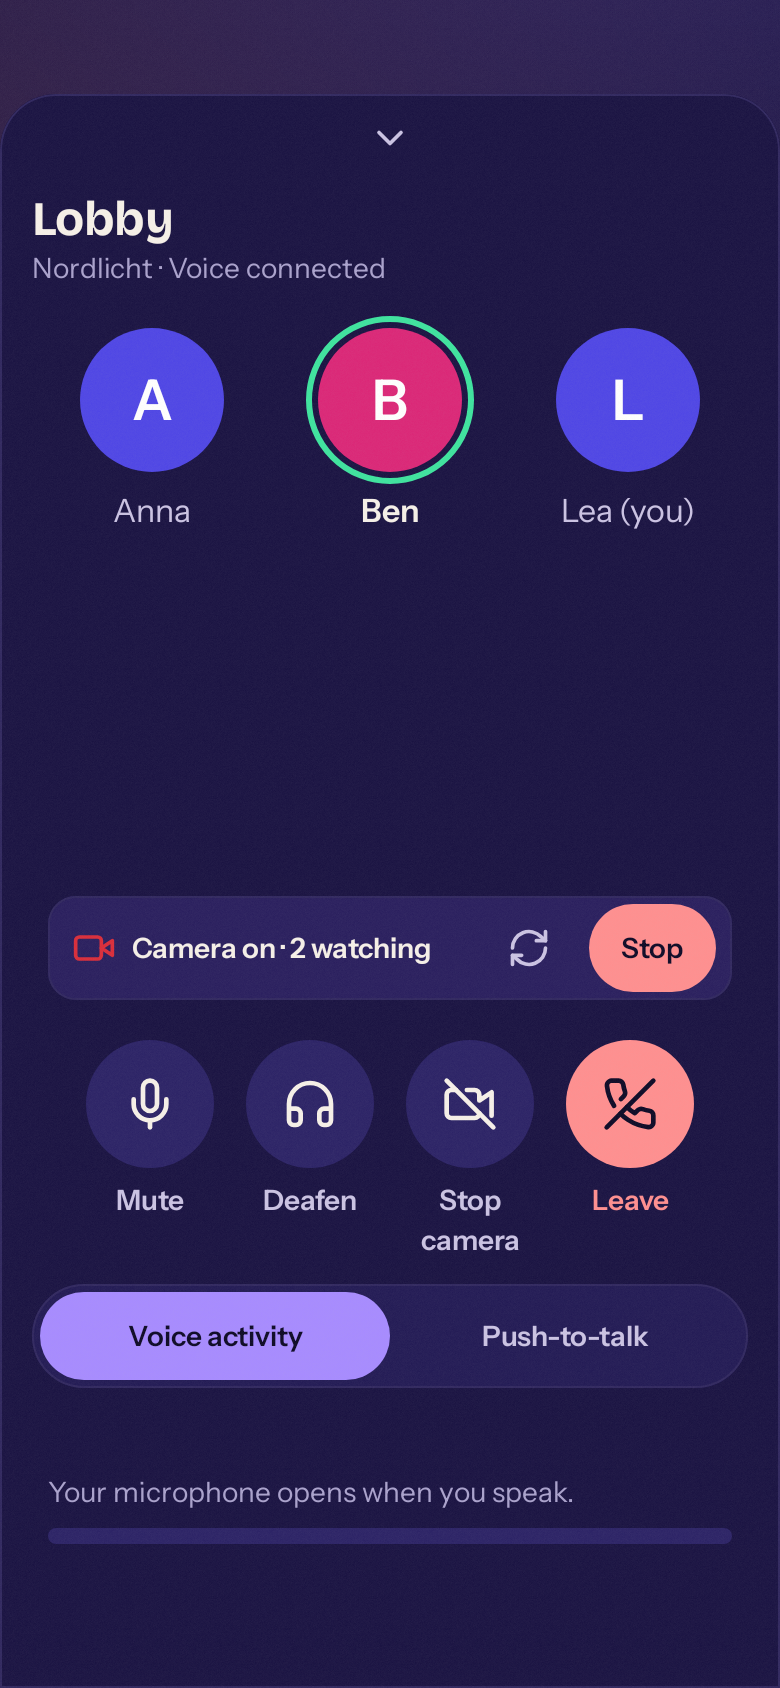 Lobby
Nordlicht · Voice connected
A
B
L
Anna
Ben
Lea (you)
Camera on · 2 watching
Stop
Mute
Deafen
Stop
camera
Leave
Voice activity
Push-to-talk
Your microphone opens when you speak.